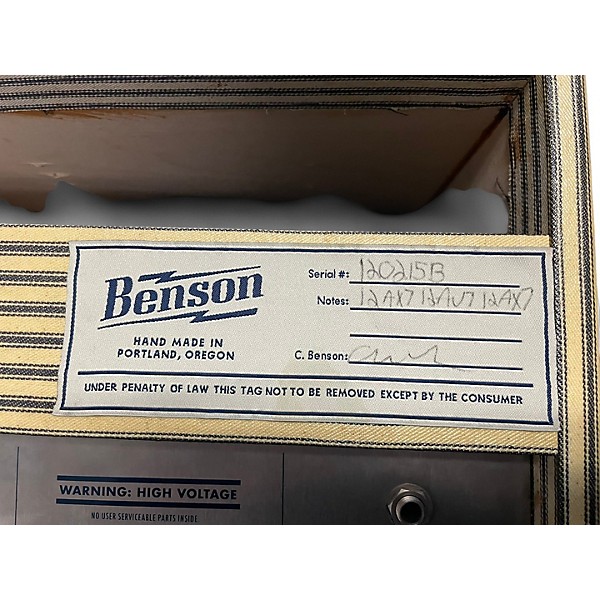 Benson
HAND MADE IN
PORTLAND, OREGON
Serial #: 120215B
Notes: 12AX7 12AU7 12AX7
C. Benson:
UNDER PENALTY OF LAW THIS TAG NOT TO BE REMOVED EXCEPT BY THE CONSUMER
WARNING: HIGH VOLTAGE
NO USER SERVICEABLE PARTS INSIDE